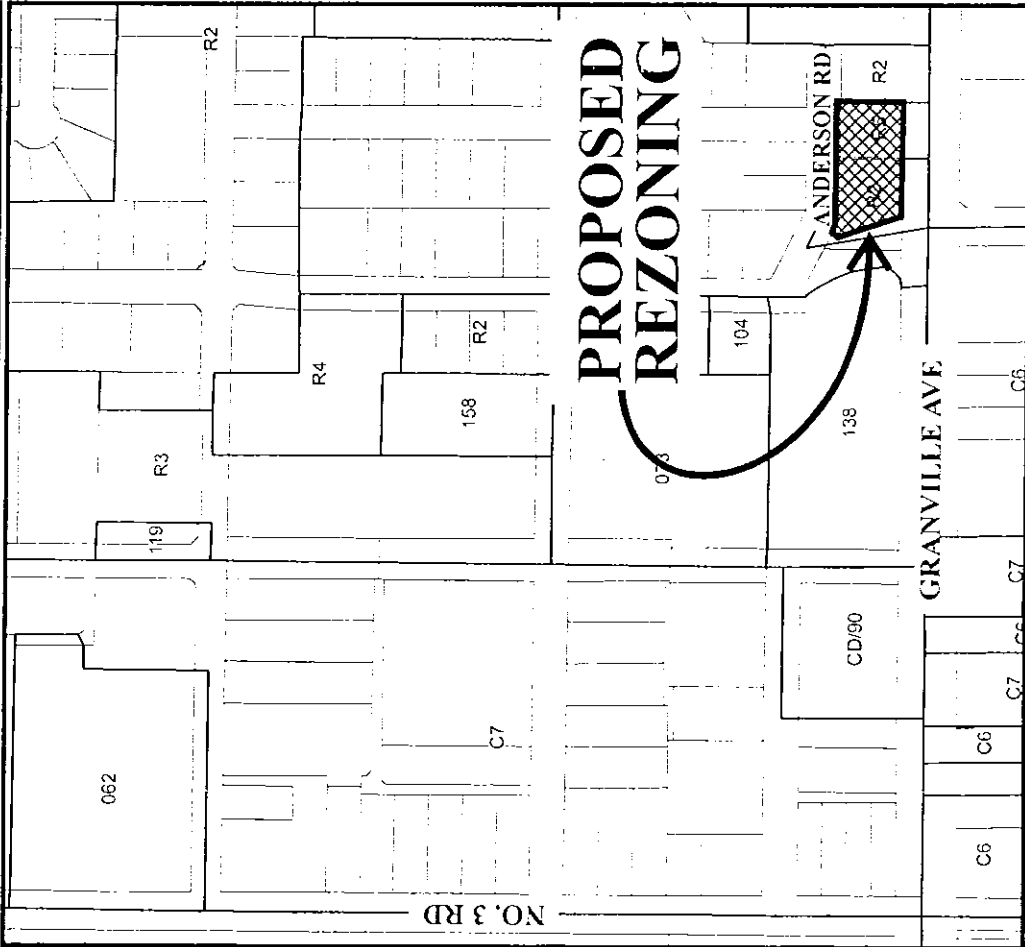 R2
PROPOSED
REZONING
ANDERSON RD
R2
R4
R2
104
158
R3
138
119
GRANVILLE AVE
C6
C7
CD/90
C6
C7
062
C7
C6
C6
NO. 3 RD